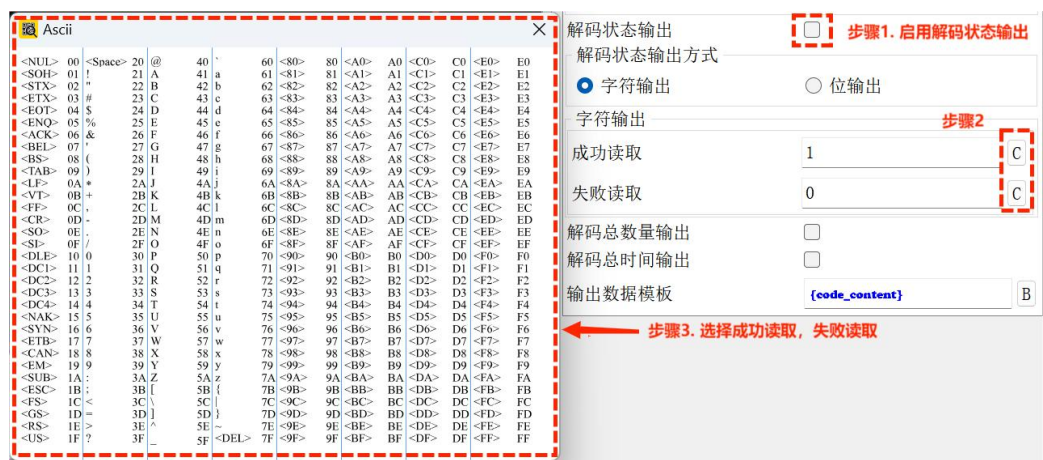 Ascii
<NUL> 00 <Space> 20 @ 40 ` 60 <80> 80 <A0> A0 <C0> C0 <E0> E0
<SOH> 01 ! 21 A 41 a 61 <81> 81 <A1> A1 <C1> C1 <E1> E1
<STX> 02 " 22 B 42 b 62 <82> 82 <A2> A2 <C2> C2 <E2> E2
<ETX> 03 # 23 C 43 c 63 <83> 83 <A3> A3 <C3> C3 <E3> E3
<EOT> 04 $ 24 D 44 d 64 <84> 84 <A4> A4 <C4> C4 <E4> E4
<ENQ> 05 % 25 E 45 e 65 <85> 85 <A5> A5 <C5> C5 <E5> E5
<ACK> 06 & 26 F 46 f 66 <86> 86 <A6> A6 <C6> C6 <E6> E6
<BEL> 07 ' 27 G 47 g 67 <87> 87 <A7> A7 <C7> C7 <E7> E7
<BS> 08 ( 28 H 48 h 68 <88> 88 <A8> A8 <C8> C8 <E8> E8
<TAB> 09 ) 29 I 49 i 69 <89> 89 <A9> A9 <C9> C9 <E9> E9
<LF> 0A * 2A J 4A j 6A <8A> 8A <AA> AA <CA> CA <EA> EA
<VT> 0B + 2B K 4B k 6B <8B> 8B <AB> AB <CB> CB <EB> EB
<FF> 0C , 2C L 4C l 6C <8C> 8C <AC> AC <CC> CC <EC> EC
<CR> 0D - 2D M 4D m 6D <8D> 8D <AD> AD <CD> CD <ED> ED
<SO> 0E . 2E N 4E n 6E <8E> 8E <AE> AE <CE> CE <EE> EE
<SI> 0F / 2F O 4F o 6F <8F> 8F <AF> AF <CF> CF <EF> EF
<DLE> 10 0 30 P 50 p 70 <90> 90 <B0> B0 <D0> D0 <F0> F0
<DC1> 11 1 31 Q 51 q 71 <91> 91 <B1> B1 <D1> D1 <F1> F1
<DC2> 12 2 32 R 52 r 72 <92> 92 <B2> B2 <D2> D2 <F2> F2
<DC3> 13 3 33 S 53 s 73 <93> 93 <B3> B3 <D3> D3 <F3> F3
<DC4> 14 4 34 T 54 t 74 <94> 94 <B4> B4 <D4> D4 <F4> F4
<NAK> 15 5 35 U 55 u 75 <95> 95 <B5> B5 <D5> D5 <F5> F5
<SYN> 16 6 36 V 56 v 76 <96> 96 <B6> B6 <D6> D6 <F6> F6
<ETB> 17 7 37 W 57 w 77 <97> 97 <B7> B7 <D7> D7 <F7> F7
<CAN> 18 8 38 X 58 x 78 <98> 98 <B8> B8 <D8> D8 <F8> F8
<EM> 19 9 39 Y 59 y 79 <99> 99 <B9> B9 <D9> D9 <F9> F9
<SUB> 1A : 3A Z 5A z 7A <9A> 9A <BA> BA <DA> DA <FA> FA
<ESC> 1B : 3B [ 5B { 7B <9B> 9B <BB> BB <DB> DB <FB> FB
<FS> 1C < 3C \ 5C | 7C <9C> 9C <BC> BC <DC> DC <FC> FC
<GS> 1D = 3D ] 5D } 7D <9D> 9D <BD> BD <DD> DD <FD> FD
<RS> 1E > 3E ^ 5E ~ 7E <9E> 9E <BE> BE <DE> DE <FE> FE
<US> 1F ? 3F _ 5F <DEL> 7F <9F> 9F <BF> BF <DF> DF <FF> FF
解码状态输出 步骤1. 启用解码状态输出
解码状态输出方式
字符输出 位输出
字符输出 步骤2
成功读取 1 C
失败读取 0 C
解码总数量输出
解码总时间输出
输出数据模板 {code_content} B
步骤3. 选择成功读取，失败读取